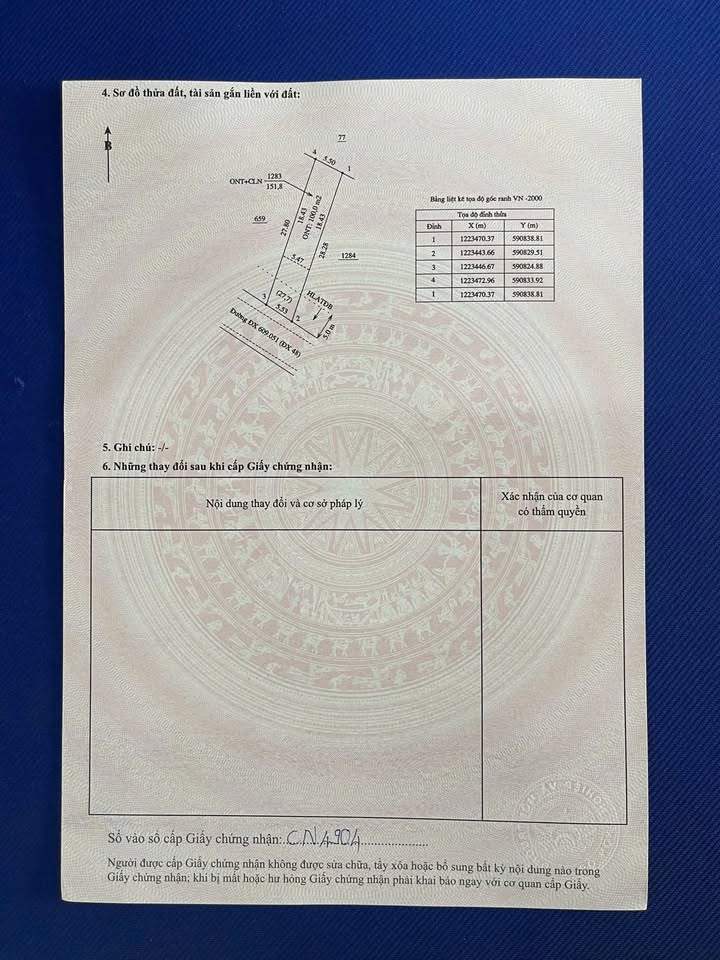 4. Sơ đồ thửa đất, tài sản gắn liền với đất:
B
77
4
5.50
1
ONT+CLN 1283
151,8
659
27.80
18.43
ONT: 100,0 m2
18.43
28.28
1284
5.47
HLATĐB
(27,7)
3
5.53
2
5.0 m
Đường ĐX 609.051 (ĐX 48)
Bảng liệt kê tọa độ góc ranh VN -2000
Tọa độ đỉnh thửa
Đỉnh X (m) Y (m)
1 1223470.37 590838.81
2 1223443.66 590829.51
3 1223446.67 590824.88
4 1223472.96 590833.92
1 1223470.37 590838.81
5. Ghi chú: -/-
6. Những thay đổi sau khi cấp Giấy chứng nhận:
Nội dung thay đổi và cơ sở pháp lý
Xác nhận của cơ quan
có thẩm quyền
Số vào sổ cấp Giấy chứng nhận: CN4904
Người được cấp Giấy chứng nhận không được sửa chữa, tẩy xóa hoặc bổ sung bất kỳ nội dung nào trong
Giấy chứng nhận; khi bị mất hoặc hư hỏng Giấy chứng nhận phải khai báo ngay với cơ quan cấp Giấy.